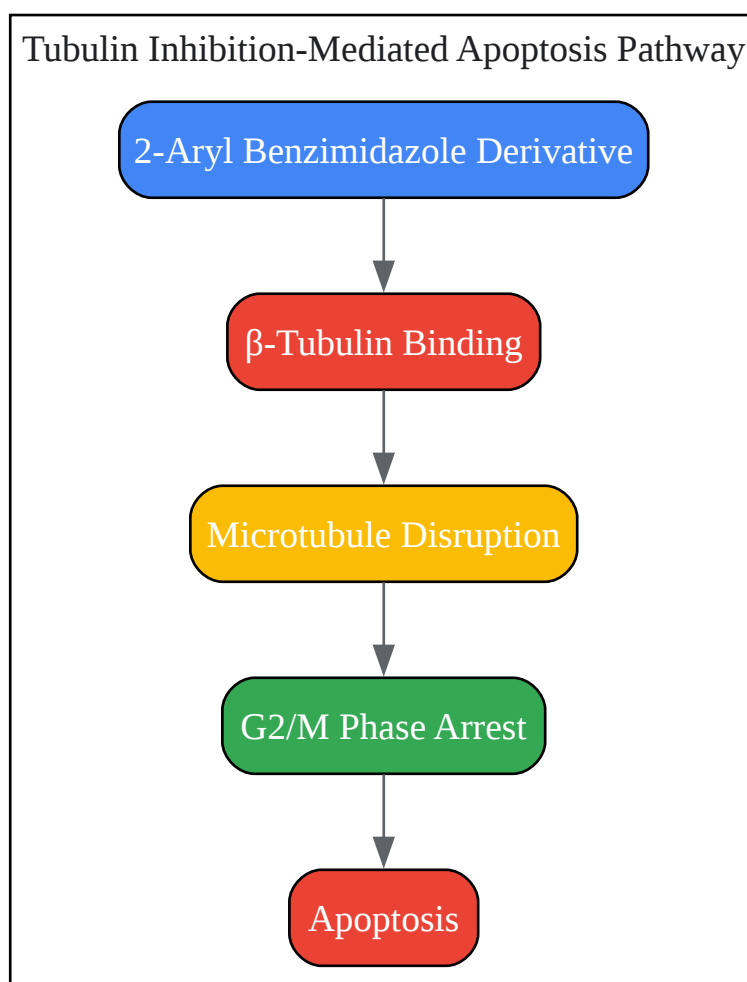 Tubulin Inhibition-Mediated Apoptosis Pathway
2-Aryl Benzimidazole Derivative
β-Tubulin Binding
Microtubule Disruption
G2/M Phase Arrest
Apoptosis